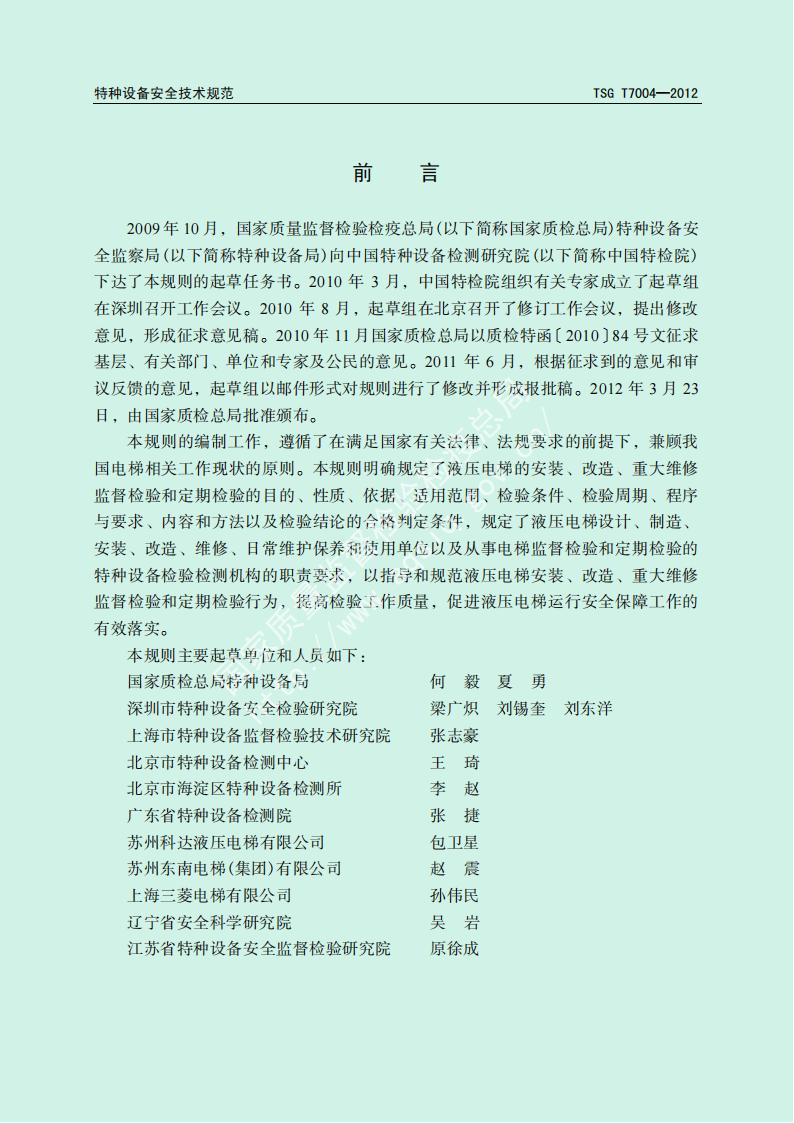 特种设备安全技术规范 TSG T7004—2012
前 言
2009年10月，国家质量监督检验检疫总局(以下简称国家质检总局)特种设备安
全监察局(以下简称特种设备局)向中国特种设备检测研究院(以下简称中国特检院)
下达了本规则的起草任务书。2010年3月，中国特检院组织有关专家成立了起草组
在深圳召开工作会议。2010年8月，起草组在北京召开了修订工作会议，提出修改
意见，形成征求意见稿。2010年11月国家质检总局以质检特函〔2010〕84号文征求
基层、有关部门、单位和专家及公民的意见。2011年6月，根据征求到的意见和审
议反馈的意见，起草组以邮件形式对规则进行了修改并形成报批稿。2012年3月23
日，由国家质检总局批准颁布。
本规则的编制工作，遵循了在满足国家有关法律、法规要求的前提下，兼顾我
国电梯相关工作现状的原则。本规则明确规定了液压电梯的安装、改造、重大维修
监督检验和定期检验的目的、性质、依据、适用范围、检验条件、检验周期、程序
与要求、内容和方法以及检验结论的合格判定条件，规定了液压电梯设计、制造、
安装、改造、维修、日常维护保养和使用单位以及从事电梯监督检验和定期检验的
特种设备检验检测机构的职责要求，以指导和规范液压电梯安装、改造、重大维修
监督检验和定期检验行为，提高检验工作质量，促进液压电梯运行安全保障工作的
有效落实。
本规则主要起草单位和人员如下：
国家质检总局特种设备局 何 毅 夏 勇
深圳市特种设备安全检验研究院 梁广炽 刘锡奎 刘东洋
上海市特种设备监督检验技术研究院 张志豪
北京市特种设备检测中心 王 琦
北京市海淀区特种设备检测所 李 赵
广东省特种设备检测院 张 捷
苏州科达液压电梯有限公司 包卫星
苏州东南电梯(集团)有限公司 赵 震
上海三菱电梯有限公司 孙伟民
辽宁省安全科学研究院 吴 岩
江苏省特种设备安全监督检验研究院 原徐成
国家质量监督检验检疫总局
http://www.aqsiq.gov.cn/